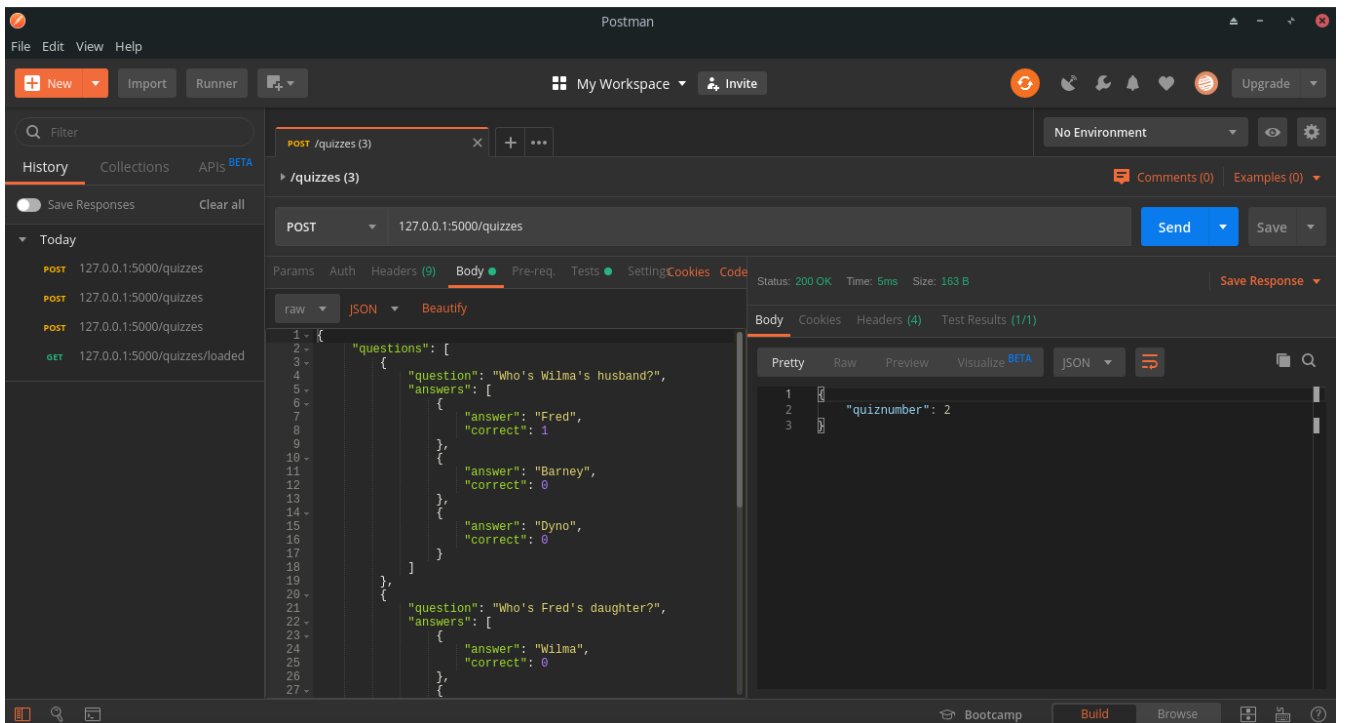 Postman
File Edit View Help
New Import Runner My Workspace Invite Upgrade
Filter
History Collections APIs BETA
Save Responses Clear all
Today
POST 127.0.0.1:5000/quizzes
POST 127.0.0.1:5000/quizzes
POST 127.0.0.1:5000/quizzes
GET 127.0.0.1:5000/quizzes/loaded
POST /quizzes (3)
No Environment
/quizzes (3)
Comments (0) Examples (0)
POST 127.0.0.1:5000/quizzes Send Save
Params Auth Headers (9) Body Pre-req. Tests Settings Cookies Code
raw JSON Beautify
1 {
2 "questions": [
3 {
4 "question": "Who's Wilma's husband?",
5 "answers": [
6 {
7 "answer": "Fred",
8 "correct": 1
9 },
10 {
11 "answer": "Barney",
12 "correct": 0
13 },
14 {
15 "answer": "Dyno",
16 "correct": 0
17 }
18 ]
19 },
20 {
21 "question": "Who's Fred's daughter?",
22 "answers": [
23 {
24 "answer": "Wilma",
25 "correct": 0
26 },
27 {
Status: 200 OK Time: 5ms Size: 163 B Save Response
Body Cookies Headers (4) Test Results (1/1)
Pretty Raw Preview Visualize BETA JSON
1 {
2 "quiznumber": 2
3 }
Bootcamp Build Browse